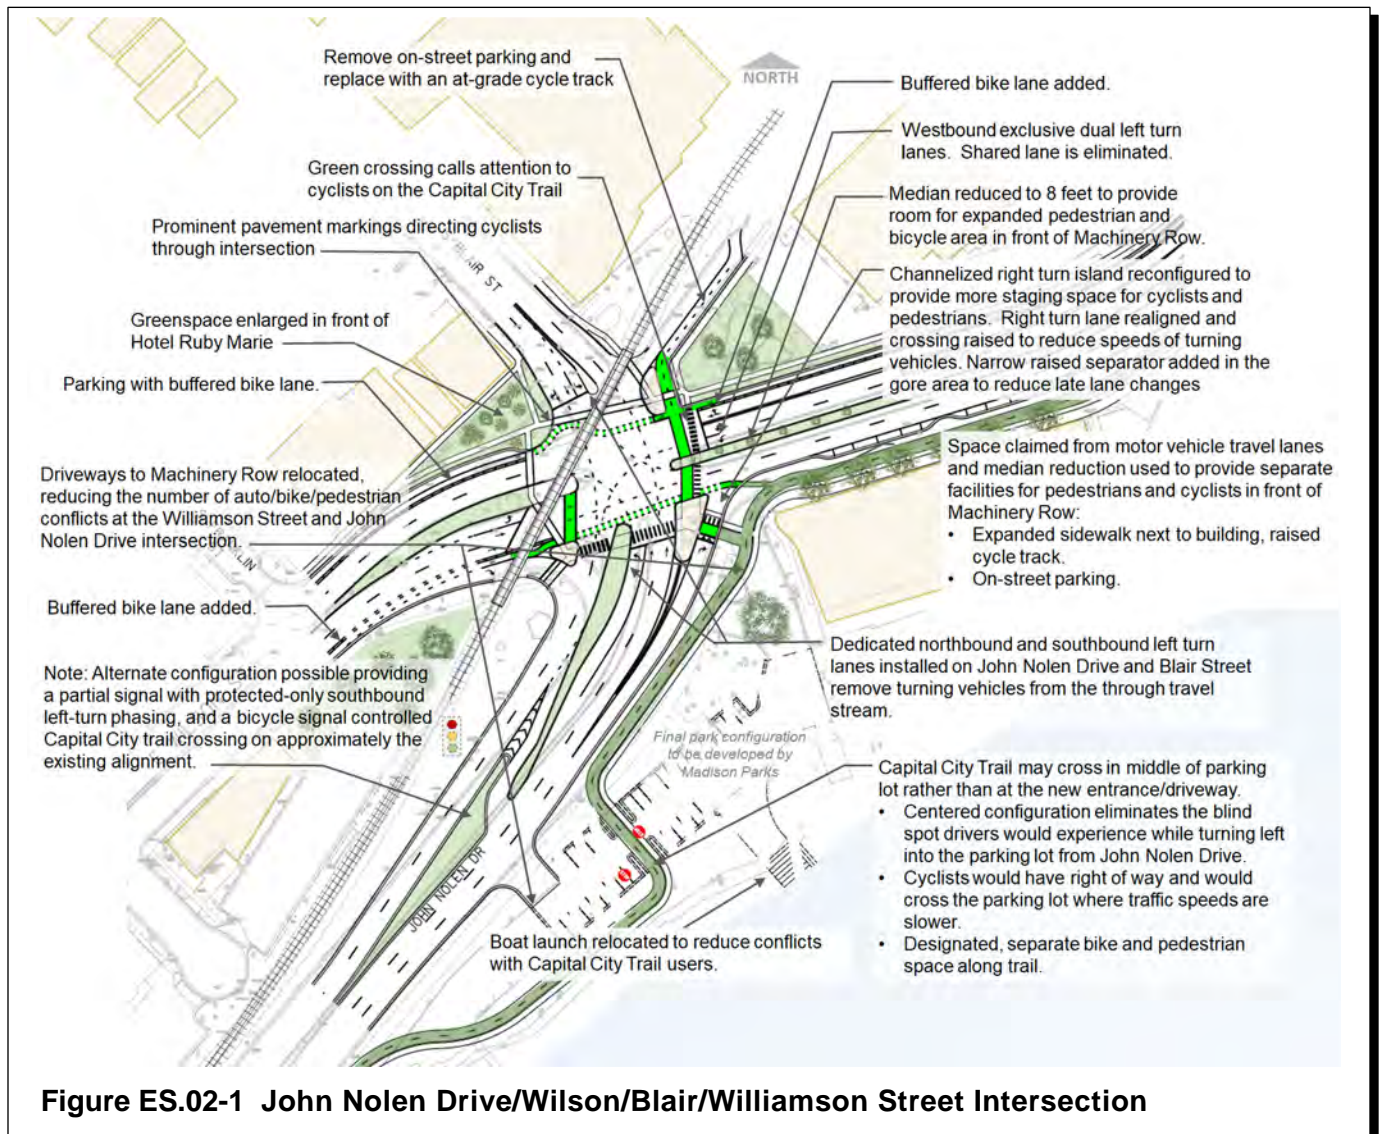 Remove on-street parking and
replace with an at-grade cycle track
NORTH
Buffered bike lane added.
Westbound exclusive dual left turn
lanes. Shared lane is eliminated.
Green crossing calls attention to
cyclists on the Capital City Trail
Median reduced to 8 feet to provide
room for expanded pedestrian and
bicycle area in front of Machinery Row.
Prominent pavement markings directing cyclists
through intersection
BLAIR ST
Channelized right turn island reconfigured to
provide more staging space for cyclists and
pedestrians. Right turn lane realigned and
crossing raised to reduce speeds of turning
vehicles. Narrow raised separator added in the
gore area to reduce late lane changes
Greenspace enlarged in front of
Hotel Ruby Marie
Parking with buffered bike lane.
Space claimed from motor vehicle travel lanes
and median reduction used to provide separate
facilities for pedestrians and cyclists in front of
Machinery Row:
• Expanded sidewalk next to building, raised
cycle track.
• On-street parking.
Driveways to Machinery Row relocated,
reducing the number of auto/bike/pedestrian
conflicts at the Williamson Street and John
Nolen Drive intersection.
Buffered bike lane added.
Dedicated northbound and southbound left turn
lanes installed on John Nolen Drive and Blair Street
remove turning vehicles from the through travel
stream.
Note: Alternate configuration possible providing
a partial signal with protected-only southbound
left-turn phasing, and a bicycle signal controlled
Capital City trail crossing on approximately the
existing alignment.
Final park configuration
to be developed by
Madison Parks
Capital City Trail may cross in middle of parking
lot rather than at the new entrance/driveway.
• Centered configuration eliminates the blind
spot drivers would experience while turning left
into the parking lot from John Nolen Drive.
• Cyclists would have right of way and would
cross the parking lot where traffic speeds are
slower.
• Designated, separate bike and pedestrian
space along trail.
JOHN NOLEN DR
Boat launch relocated to reduce conflicts
with Capital City Trail users.
Figure ES.02-1 John Nolen Drive/Wilson/Blair/Williamson Street Intersection